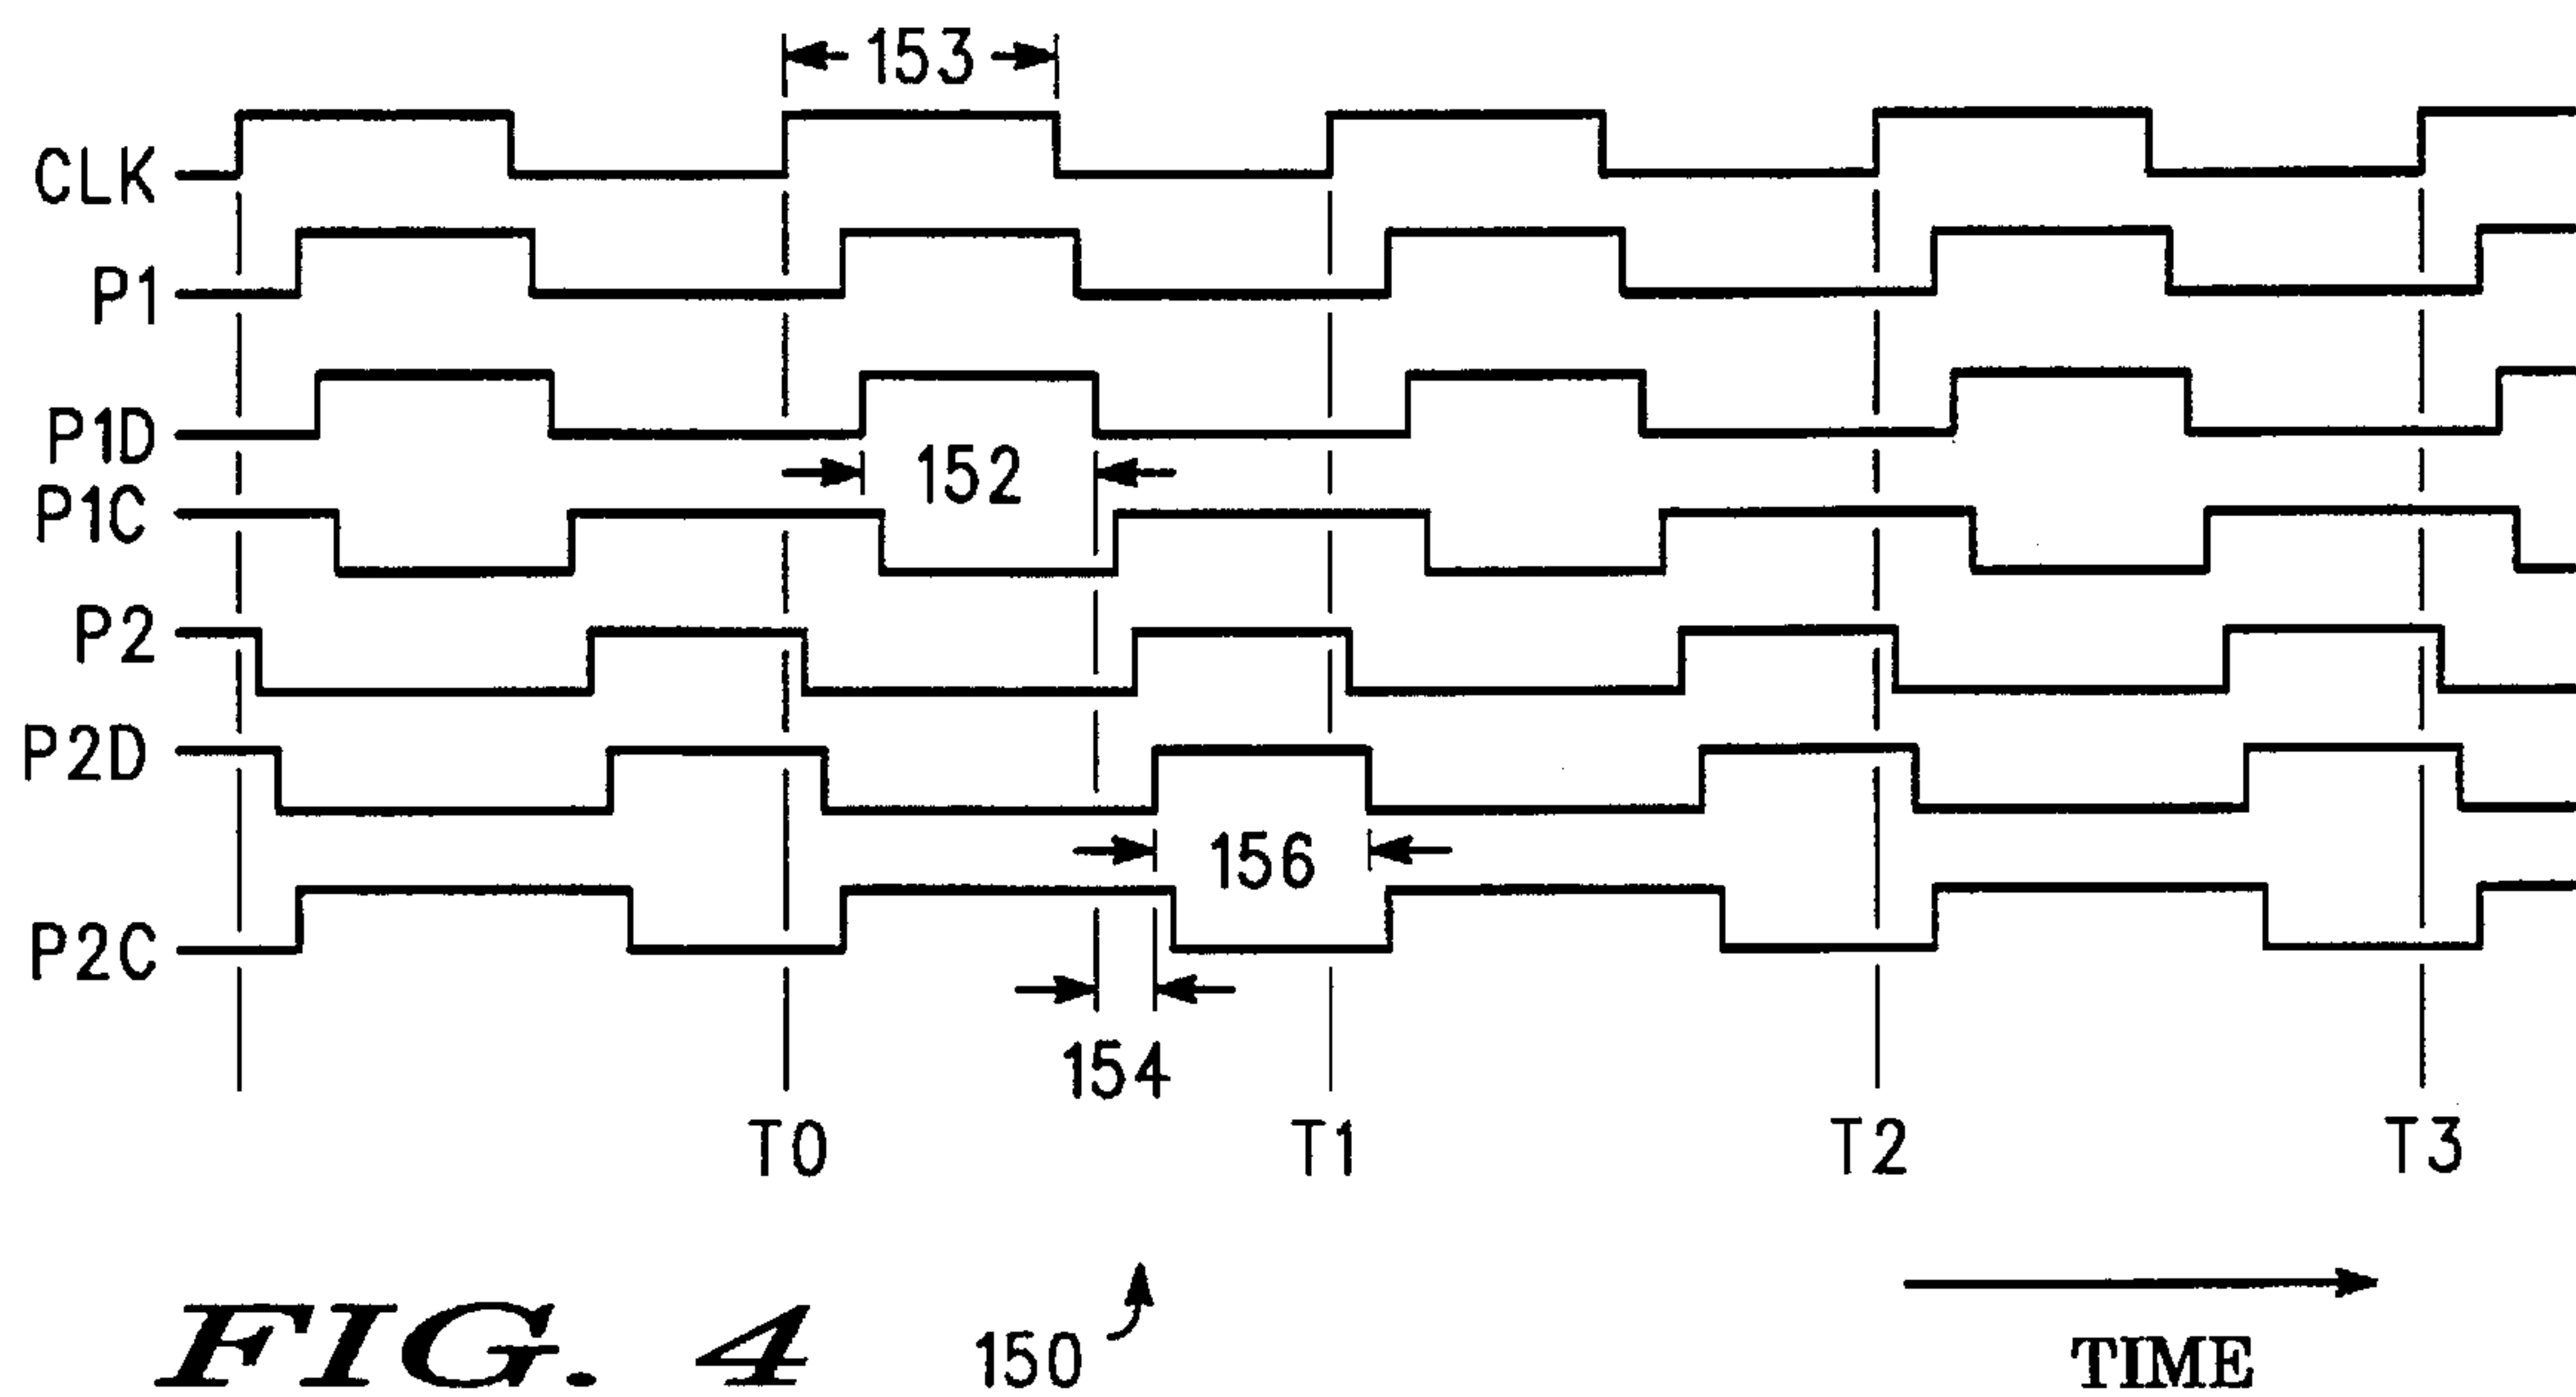 153
CLK
P1
P1D
152
P1C
P2
P2D
156
P2C
154
T0 T1 T2 T3
FIG. 4
150
TIME